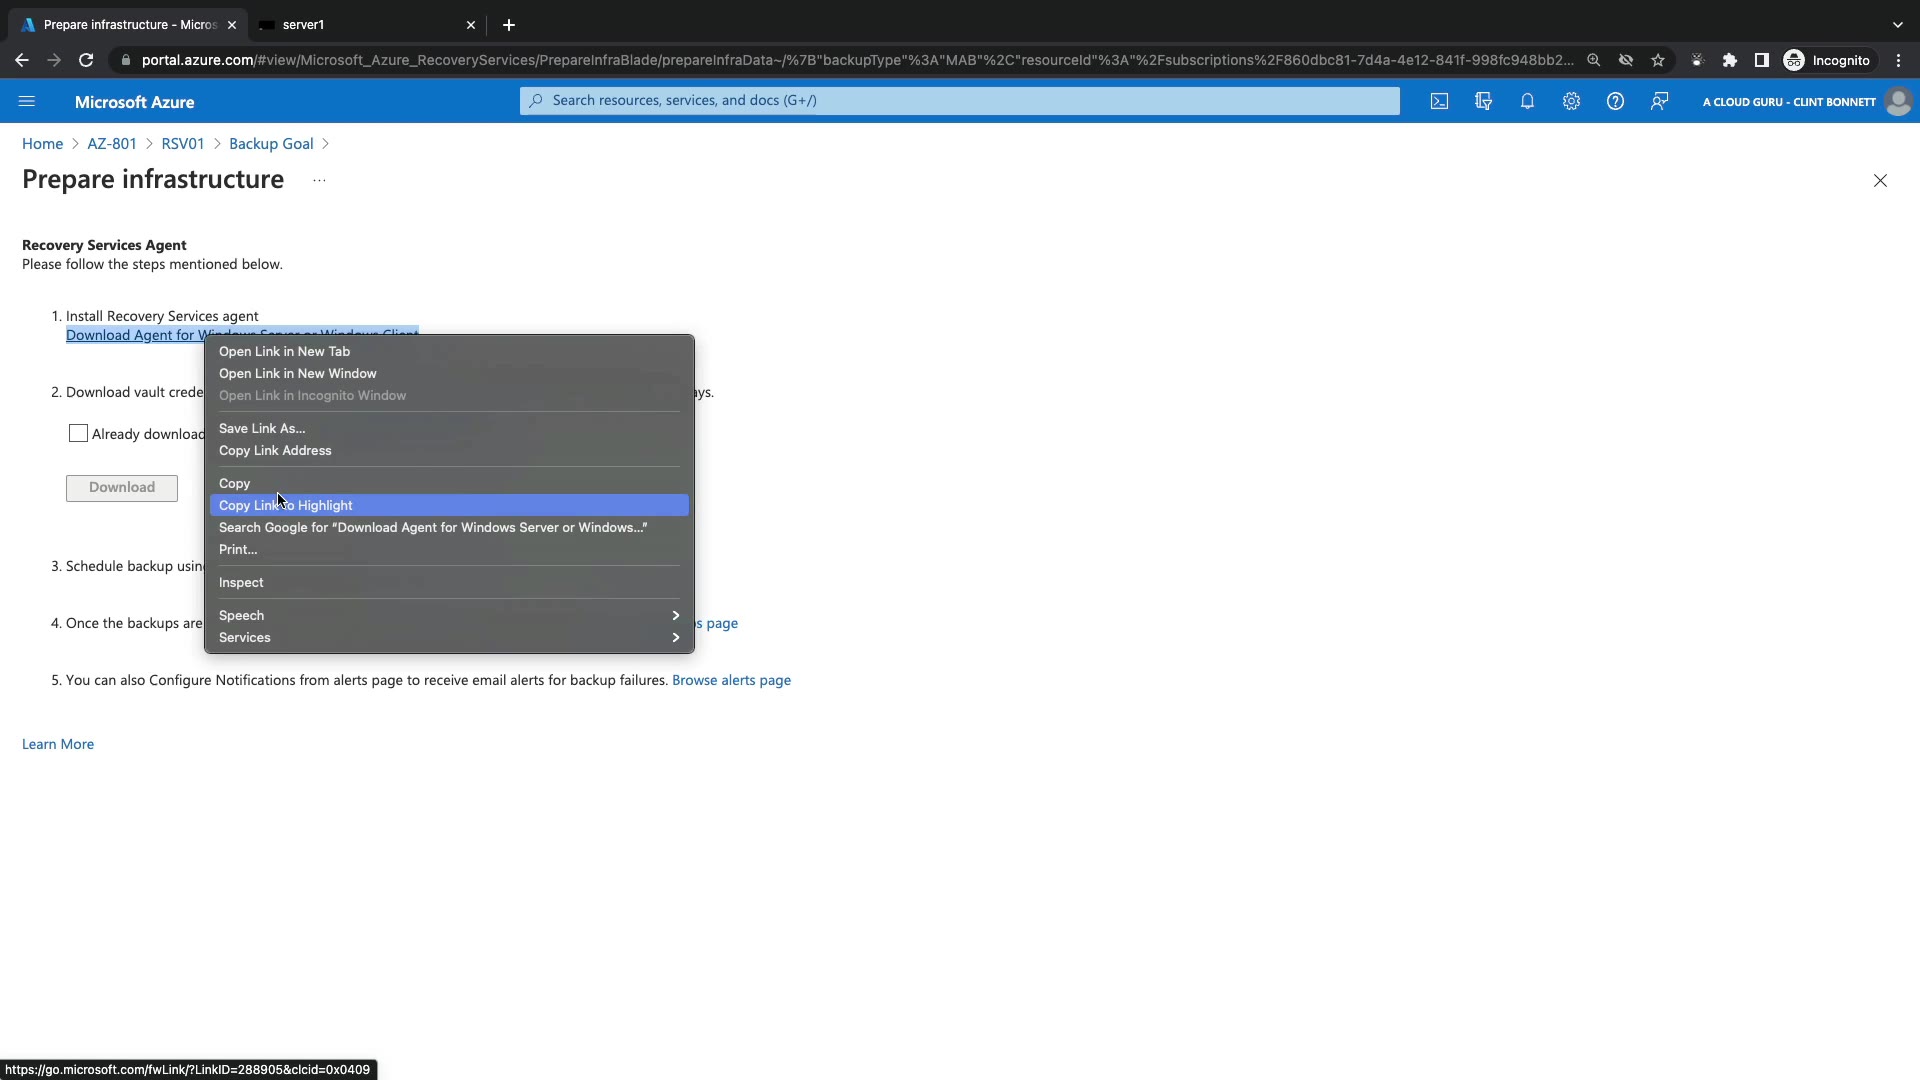 Prepare infrastructure - Micros
server1
portal.azure.com/#view/Microsoft_Azure_RecoveryServices/PrepareInfraBlade/prepareInfraData~/%7B"backupType"%3A"MAB"%2C"resourceId"%3A"%2Fsubscriptions%2F860dbc81-7d4a-4e12-841f-998fc948bb2...
Incognito
Microsoft Azure
Search resources, services, and docs (G+/)
A CLOUD GURU - CLINT BONNETT
Home > AZ-801 > RSV01 > Backup Goal >
Prepare infrastructure ...
Recovery Services Agent
Please follow the steps mentioned below.
1. Install Recovery Services agent
Download Agent for Windows Server or Windows Client
Open Link in New Tab
Open Link in New Window
2. Download vault crede
ays.
Open Link in Incognito Window
Save Link As...
Already download
Copy Link Address
Copy
Download
Copy Link to Highlight
Search Google for "Download Agent for Windows Server or Windows..."
Print...
3. Schedule backup usin
Inspect
Speech
4. Once the backups are
s page
Services
5. You can also Configure Notifications from alerts page to receive email alerts for backup failures. Browse alerts page
Learn More
https://go.microsoft.com/fwLink/?LinkID=288905&clcid=0x0409